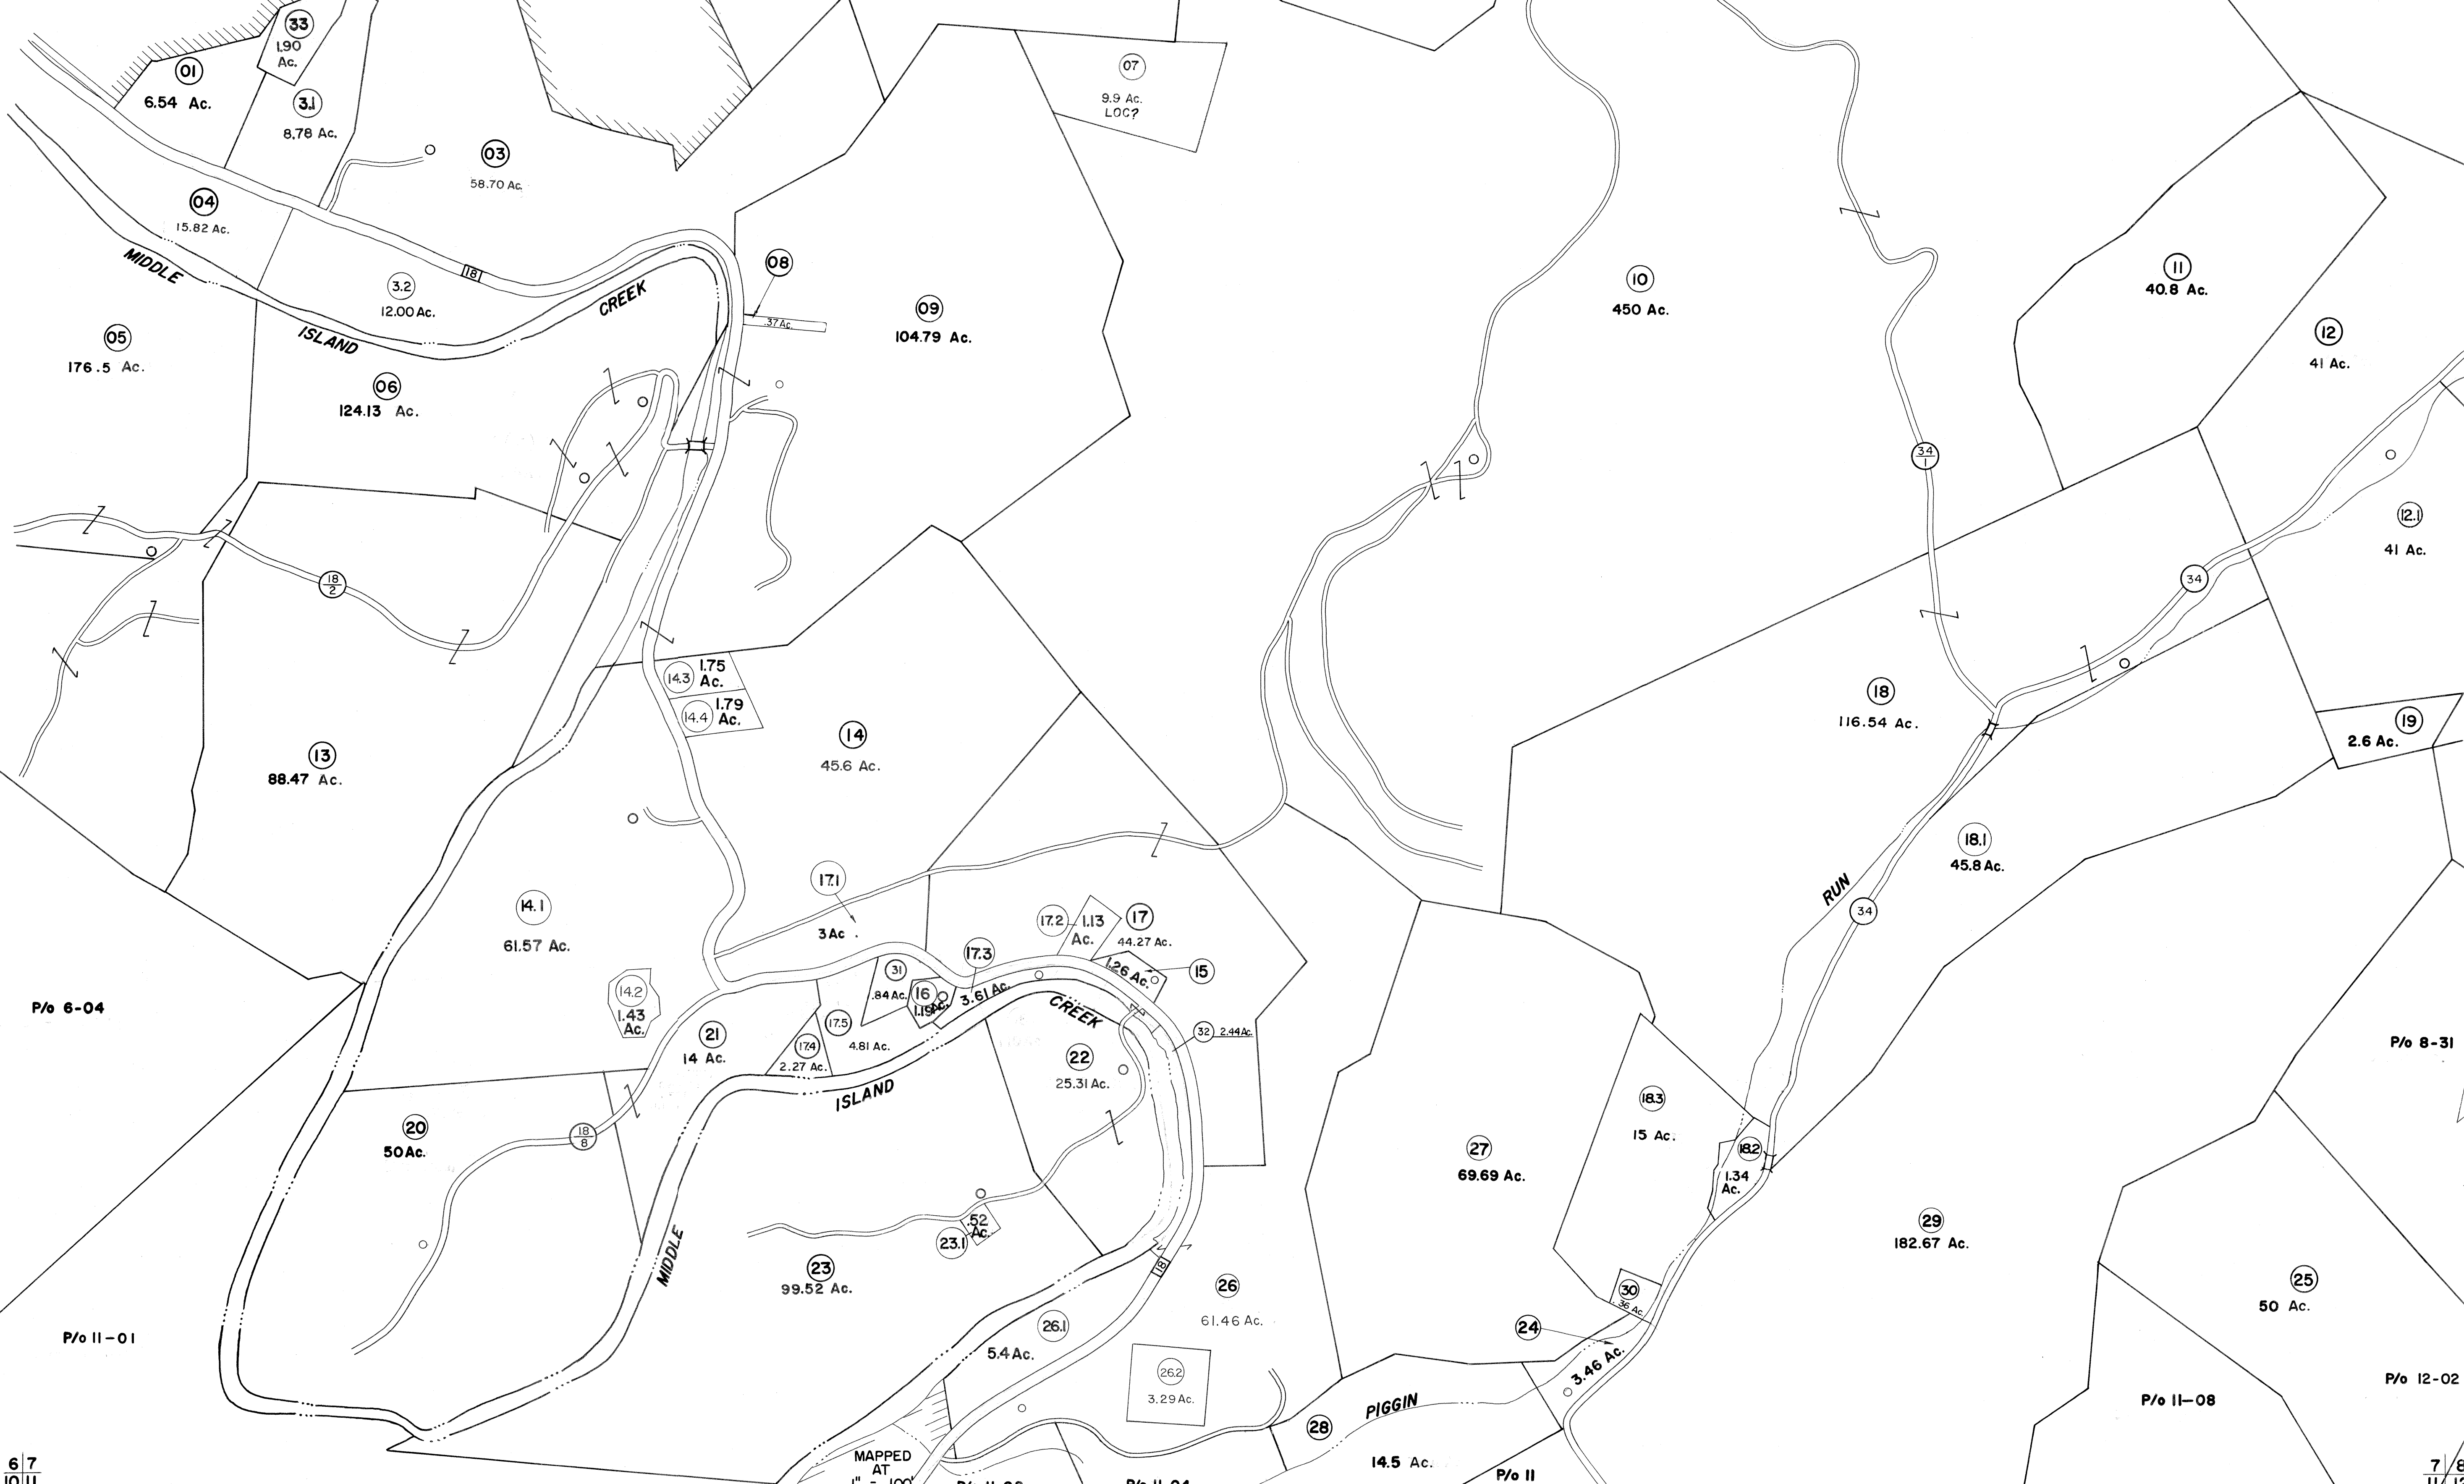 33
1.90
Ac.
01
6.54 Ac.
3.1
8.78 Ac.
03
58.70 Ac.
07
9.9 Ac.
LOC?
04
15.82 Ac.
MIDDLE
ISLAND
CREEK
18
3.2
12.00 Ac.
08
.37 Ac.
09
104.79 Ac.
10
450 Ac.
11
40.8 Ac.
12
41 Ac.
05
176.5 Ac.
06
124.13 Ac.
34
1
12.1
41 Ac.
18
2
34
14.3
1.75
Ac.
14.4
1.79
Ac.
14
45.6 Ac.
18
116.54 Ac.
19
2.6 Ac.
13
88.47 Ac.
18.1
45.8 Ac.
RUN
34
17.1
3 Ac.
14.1
61.57 Ac.
17.2
1.13
Ac.
17
44.27 Ac.
17.3
3.61 Ac.
15
1.26 Ac.
31
.84 Ac.
16
1.19 Ac.
14.2
1.43
Ac.
P/o 6-04
CREEK
21
14 Ac.
17.5
4.81 Ac.
17.4
2.27 Ac.
32 2.44 Ac.
22
25.31 Ac.
ISLAND
P/o 8-31
18.3
15 Ac.
20
50 Ac.
18
8
27
69.69 Ac.
18.2
1.34
Ac.
.52
Ac.
23.1
29
182.67 Ac.
MIDDLE
23
99.52 Ac.
18
26
61.46 Ac.
30
.36 Ac.
25
50 Ac.
24
3.46 Ac.
P/o 11-01
26.1
5.4 Ac.
26.2
3.29 Ac.
P/o 12-02
P/o 11-08
PIGGIN
28
14.5 Ac.
MAPPED
AT
1" = 100'
P/o 11-04
P/o 11
6 7
10 11
7 8
11 12